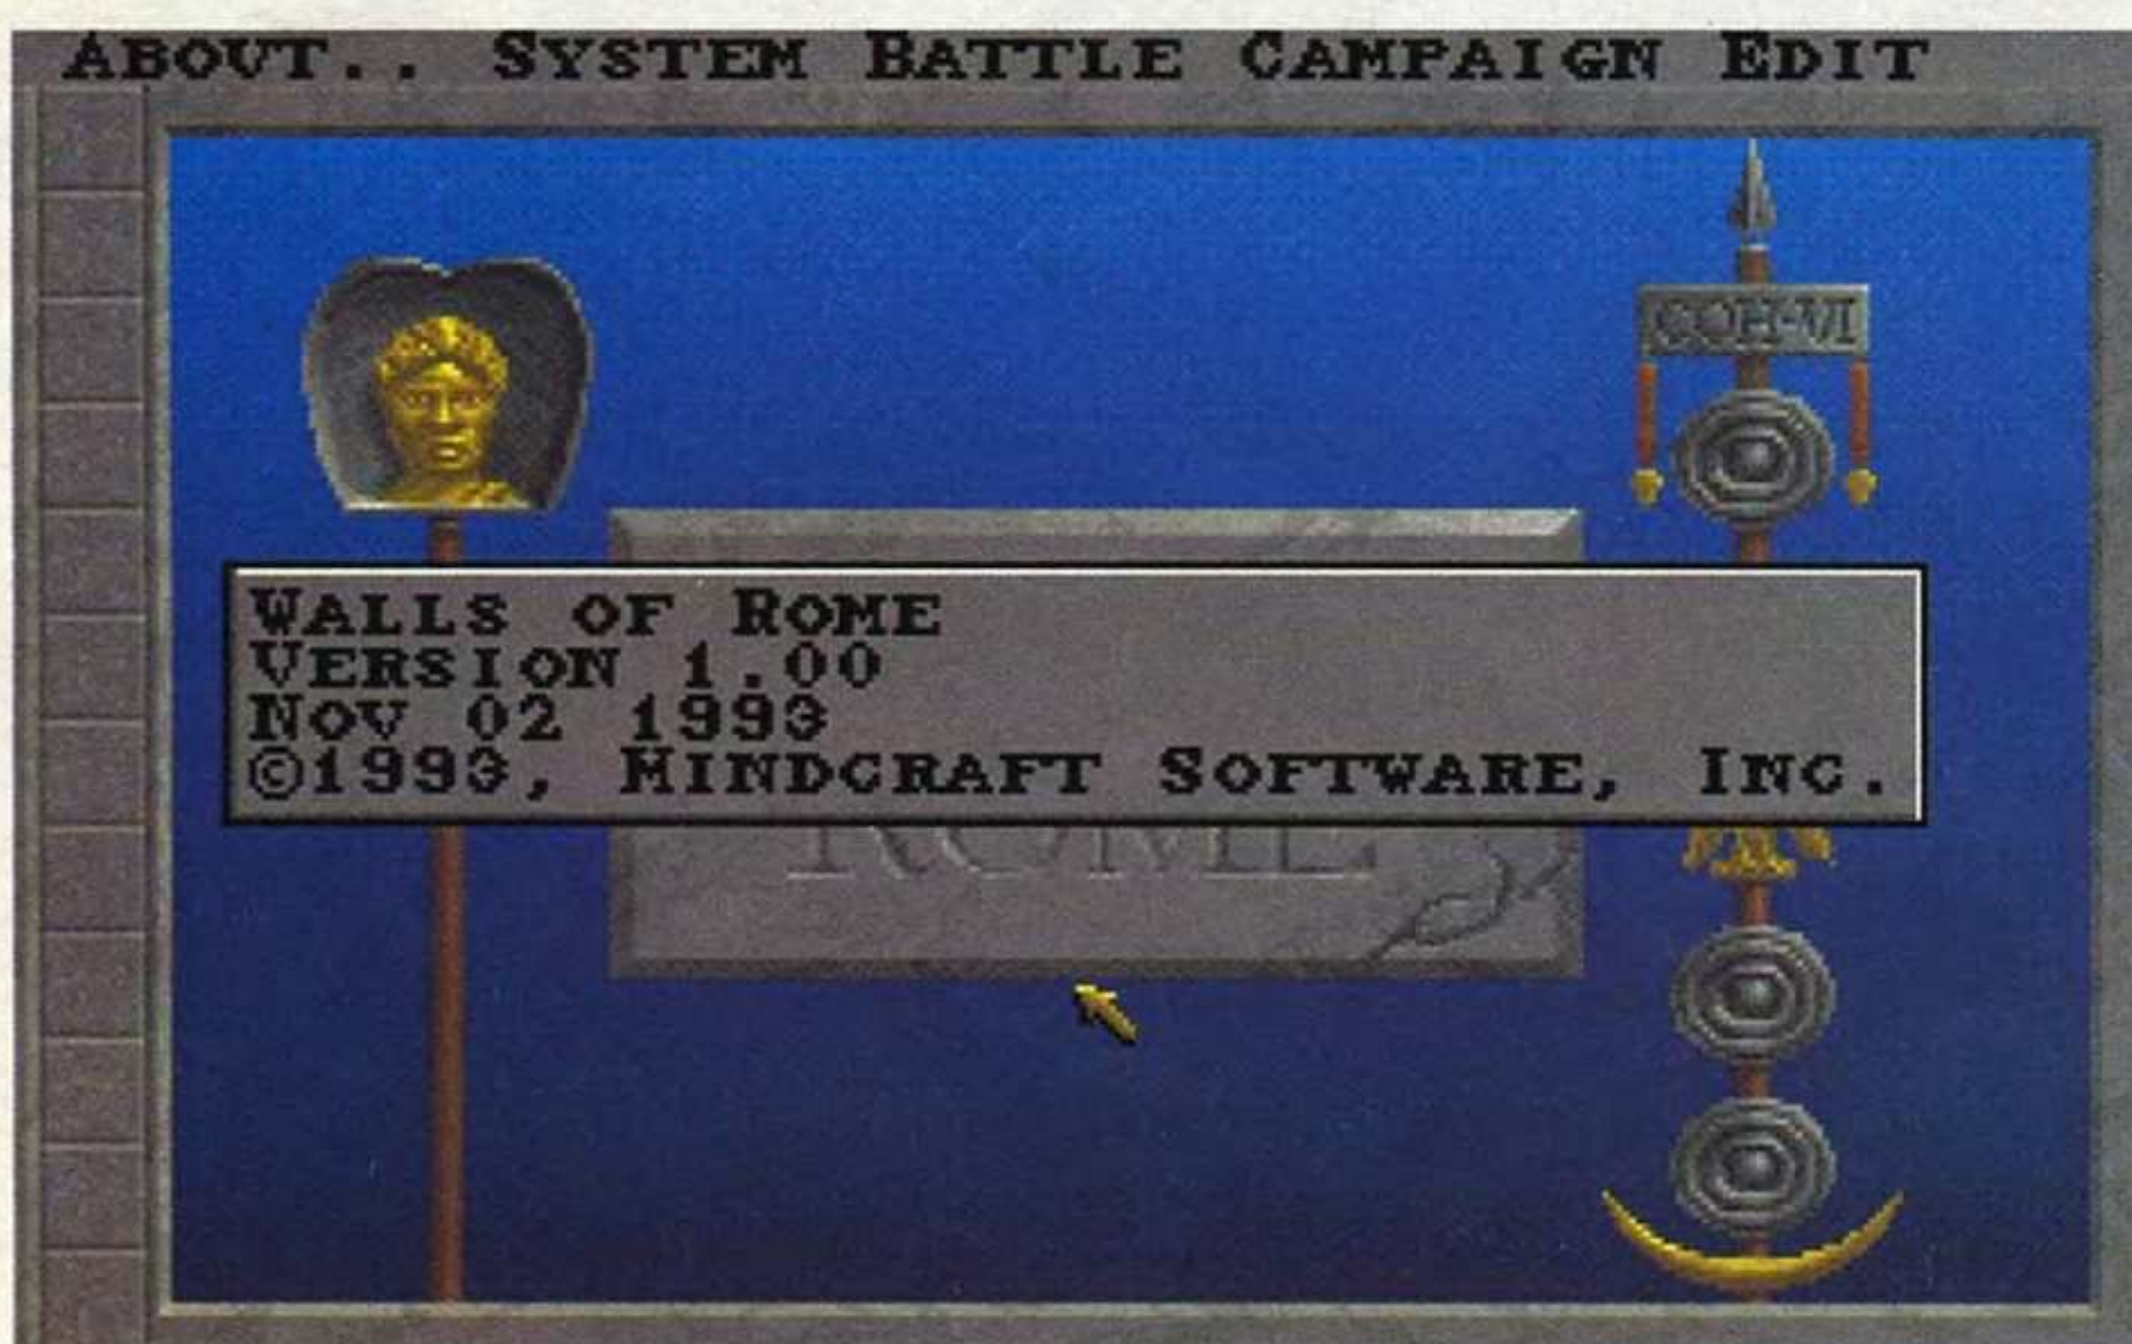 ABOUT.. SYSTEM BATTLE CAMPAIGN EDIT
COH-VI
WALLS OF ROME
VERSION 1.00
NOV 02 1993
©1993, MINDCRAFT SOFTWARE, INC.
ROME